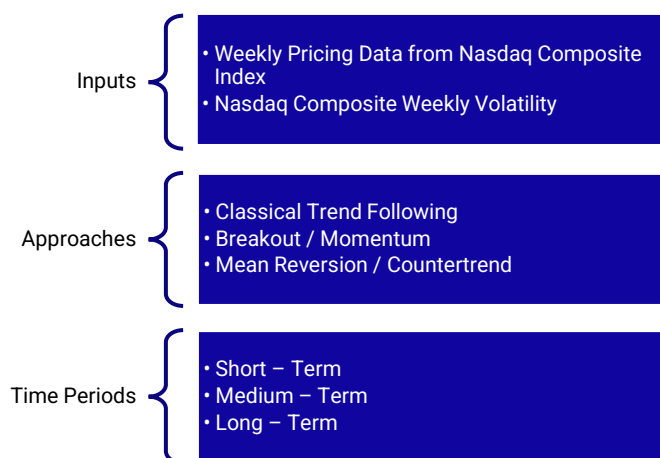 Inputs
• Weekly Pricing Data from Nasdaq Composite
Index
• Nasdaq Composite Weekly Volatility
Approaches
• Classical Trend Following
• Breakout / Momentum
• Mean Reversion / Countertrend
Time Periods
• Short – Term
• Medium – Term
• Long – Term